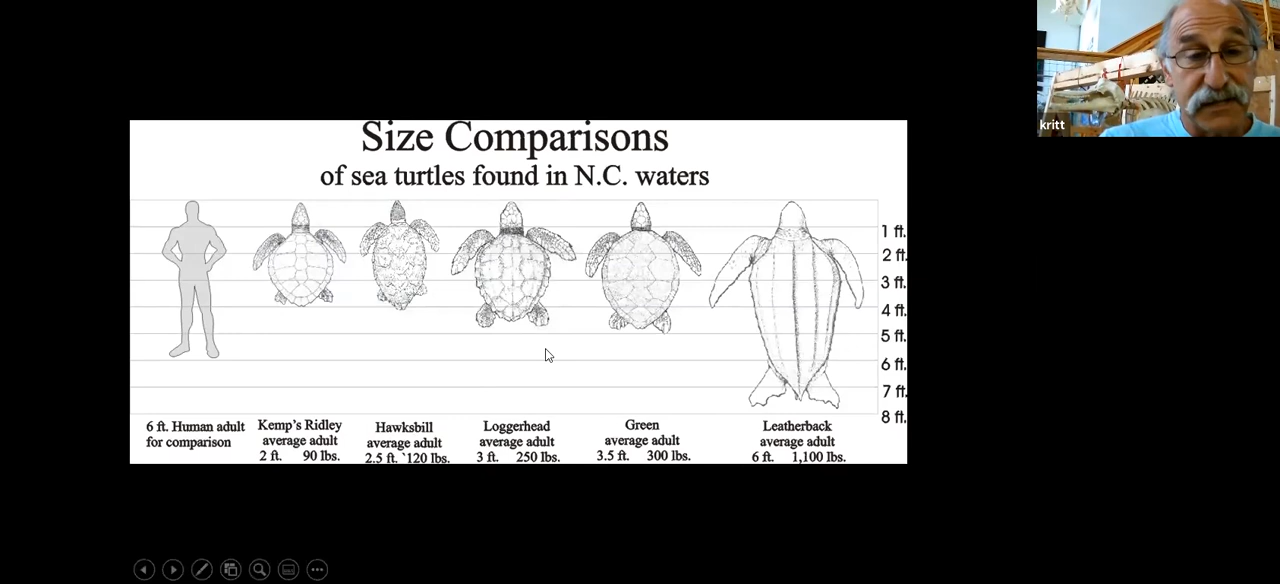 kritt
Size Comparisons
of sea turtles found in N.C. waters
1 ft.
2 ft.
3 ft.
4 ft.
5 ft.
6 ft.
7 ft.
8 ft.
6 ft. Human adult
for comparison
Kemp's Ridley
average adult
2 ft. 90 lbs.
Hawksbill
average adult
2.5 ft. `120 lbs.
Loggerhead
average adult
3 ft. 250 lbs.
Green
average adult
3.5 ft. 300 lbs.
Leatherback
average adult
6 ft. 1,100 lbs.